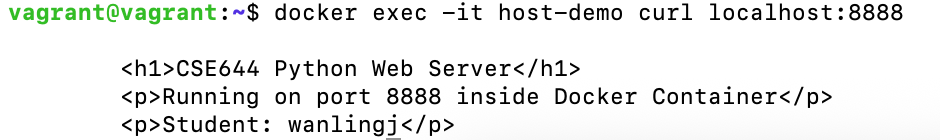 vagrant@vagrant:~$ docker exec -it host-demo curl localhost:8888
<h1>CSE644 Python Web Server</h1>
<p>Running on port 8888 inside Docker Container</p>
<p>Student: wanlingj</p>